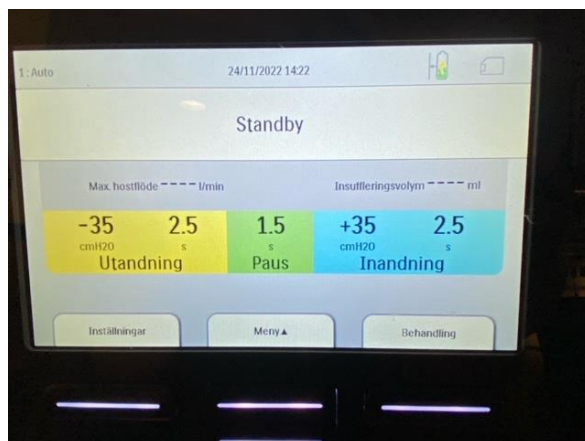 1: Auto
24/11/2022 14:22
Standby
Max. hostflöde ---- l/min
Insuffleringsvolym ---- ml
-35 2.5 1.5 +35 2.5
cmH20 s s cmH20 s
Utandning Paus Inandning
Inställningar Meny▲ Behandling